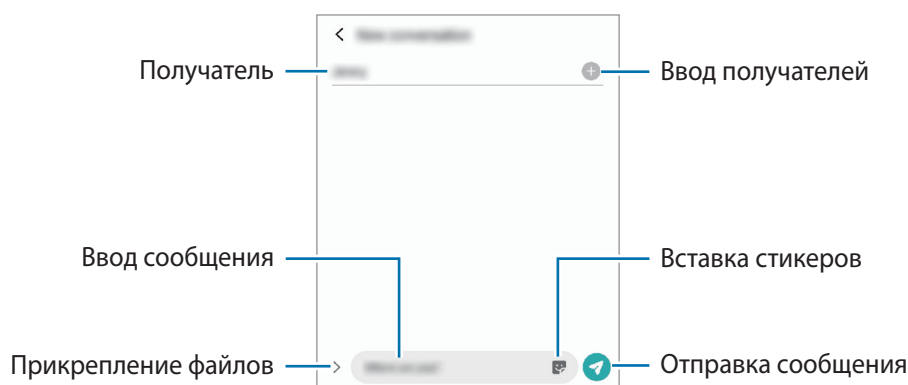 Получатель
Ввод получателей
Ввод сообщения
Вставка стикеров
Прикрепление файлов
Отправка сообщения